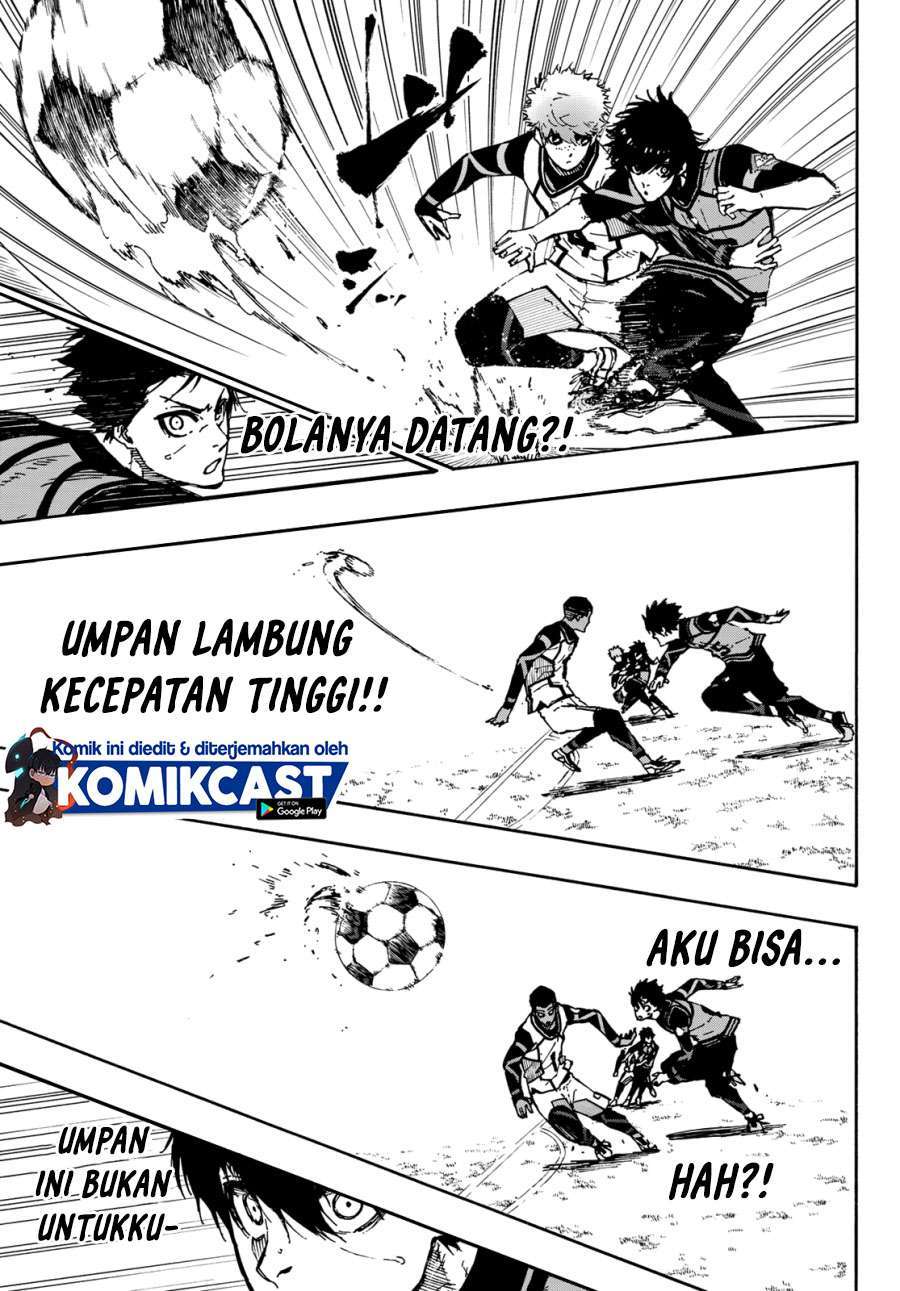 BOLANYA DATANG?!
UMPAN LAMBUNG
KECEPATAN TINGGI!!
Komik ini diedit & diterjemahkan oleh
KOMIKCAST
GET IT ON
Google Play
AKU BISA...
HAH?!
UMPAN
INI BUKAN
UNTUKKU-